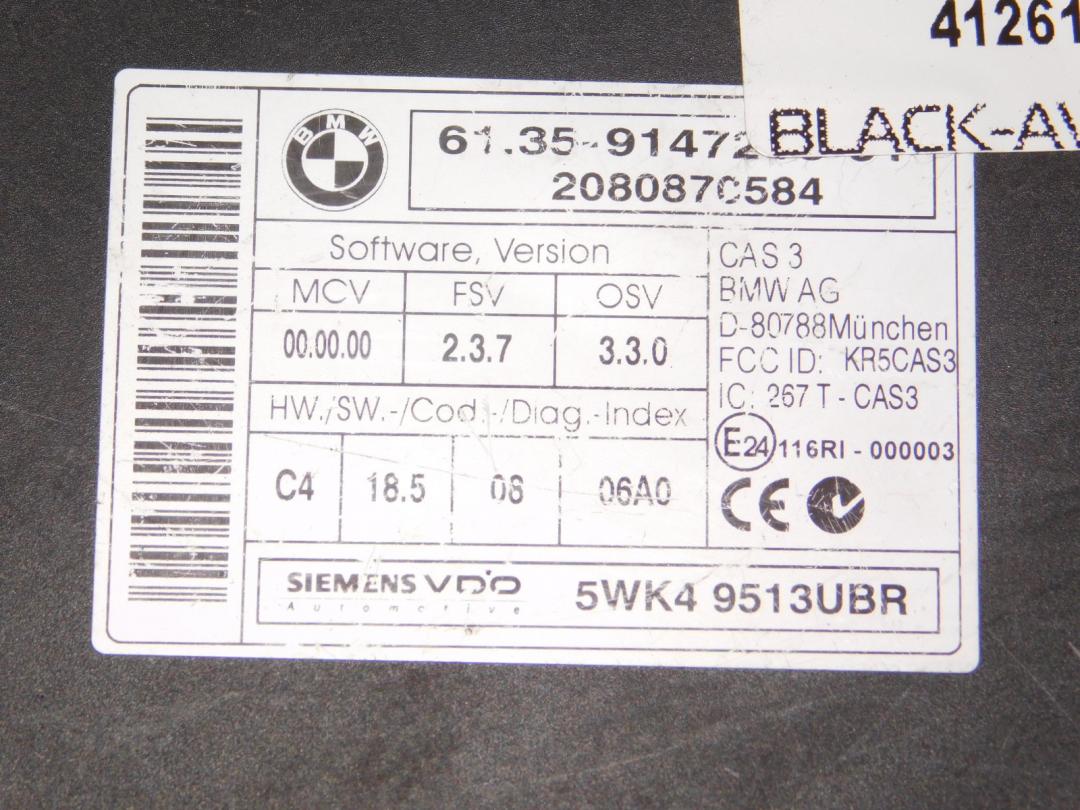 41261
BLACK-AV
BMW
61.35-91472
2080870584
Software, Version
MCV FSV OSV
00.00.00 2.3.7 3.3.0
HW./SW.-/Cod.-/Diag.-Index
C4 18.5 08 06A0
CAS 3
BMW AG
D-80788München
FCC ID: KR5CAS3
IC: 267 T - CAS3
E24 116RI - 000003
CE
SIEMENS VDO
Automotive
5WK4 9513UBR